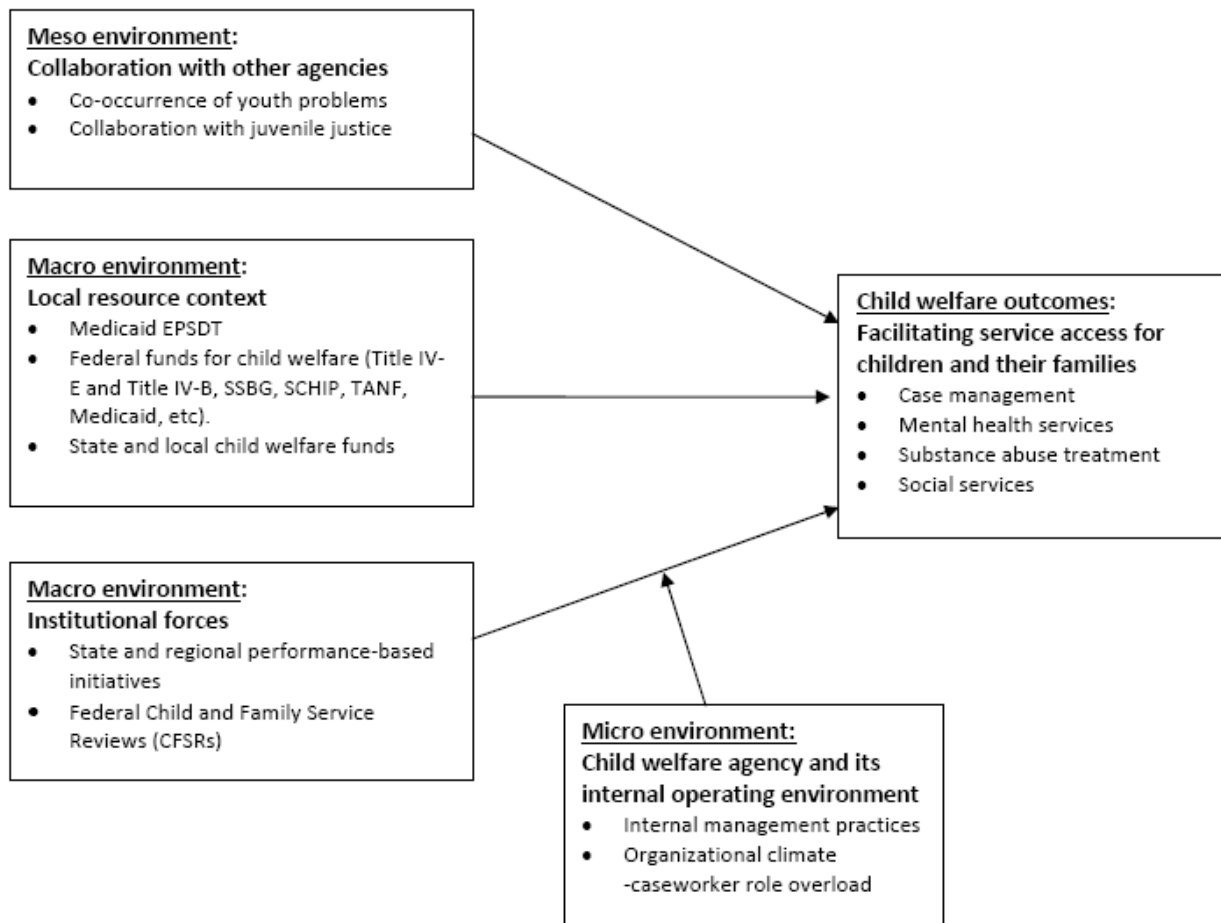 Meso environment:
Collaboration with other agencies
• Co-occurrence of youth problems
• Collaboration with juvenile justice
Macro environment:
Local resource context
• Medicaid EPSDT
• Federal funds for child welfare (Title IV-
E and Title IV-B, SSBG, SCHIP, TANF,
Medicaid, etc).
• State and local child welfare funds
Child welfare outcomes:
Facilitating service access for
children and their families
• Case management
• Mental health services
• Substance abuse treatment
• Social services
Macro environment:
Institutional forces
• State and regional performance-based
initiatives
• Federal Child and Family Service
Reviews (CFSRs)
Micro environment:
Child welfare agency and its
internal operating environment
• Internal management practices
• Organizational climate
-caseworker role overload